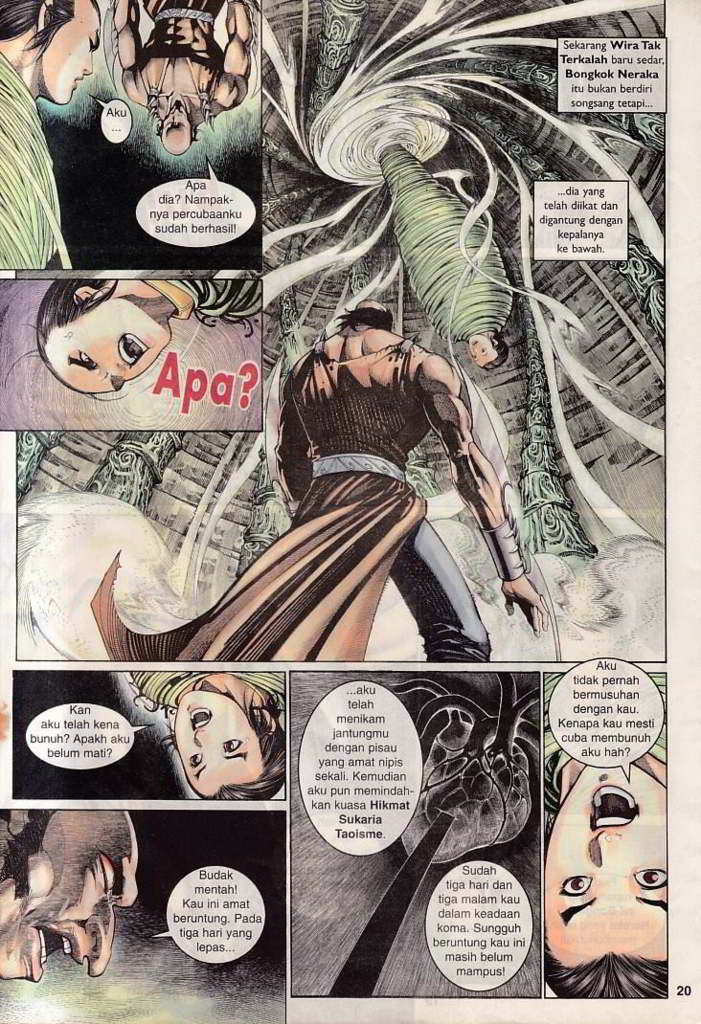 Aku
...
Apa
dia? Nampak-
nya percubaanku
sudah berhasil!
Sekarang Wira Tak
Terkalah baru sedar,
Bongkok Neraka
itu bukan berdiri
songsang tetapi...
...dia yang
telah diikat dan
digantung dengan
kepalanya
ke bawah.
Apa?
Kan
aku telah kena
bunuh? Apakh aku
belum mati?
...aku
telah
menikam
jantungmu
dengan pisau
yang amat nipis
sekali. Kemudian
aku pun memindah-
kan kuasa Hikmat
Sukaria
Taoisme.
Aku
tidak pernah
bermusuhan
dengan kau.
Kenapa kau mesti
cuba membunuh
aku hah?
Budak
mentah!
Kau ini amat
beruntung. Pada
tiga hari yang
lepas...
Sudah
tiga hari dan
tiga malam kau
dalam keadaan
koma. Sungguh
beruntung kau ini
masih belum
mampus!
20